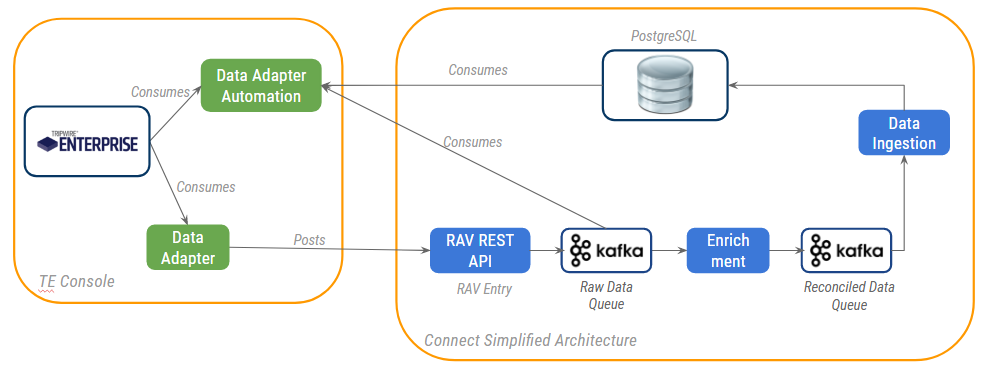 PostgreSQL
Data Adapter
Automation
Consumes
Consumes
TRIPWIRE
ENTERPRISE
Data
Ingestion
Consumes
Consumes
Data
Adapter
Posts
RAV REST
API
kafka
Enrich
ment
kafka
TE Console
RAV Entry
Raw Data
Queue
Reconciled Data
Queue
Connect Simplified Architecture